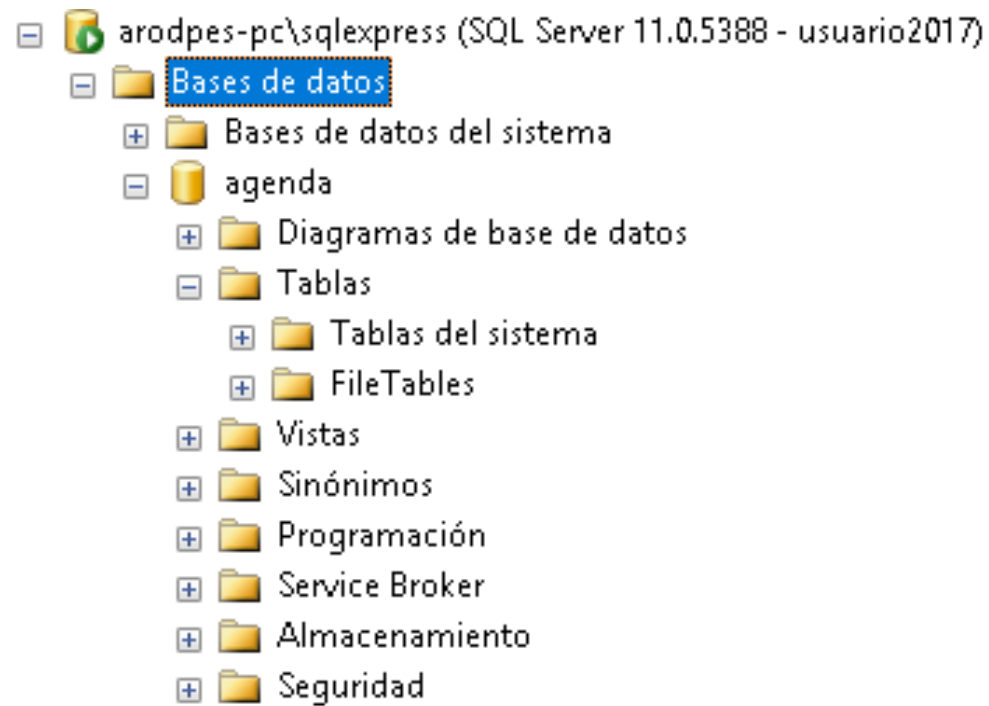 arodpes-pc\sqlexpress (SQL Server 11.0.5388 - usuario2017)
Bases de datos
Bases de datos del sistema
agenda
Diagramas de base de datos
Tablas
Tablas del sistema
FileTables
Vistas
Sinónimos
Programación
Service Broker
Almacenamiento
Seguridad